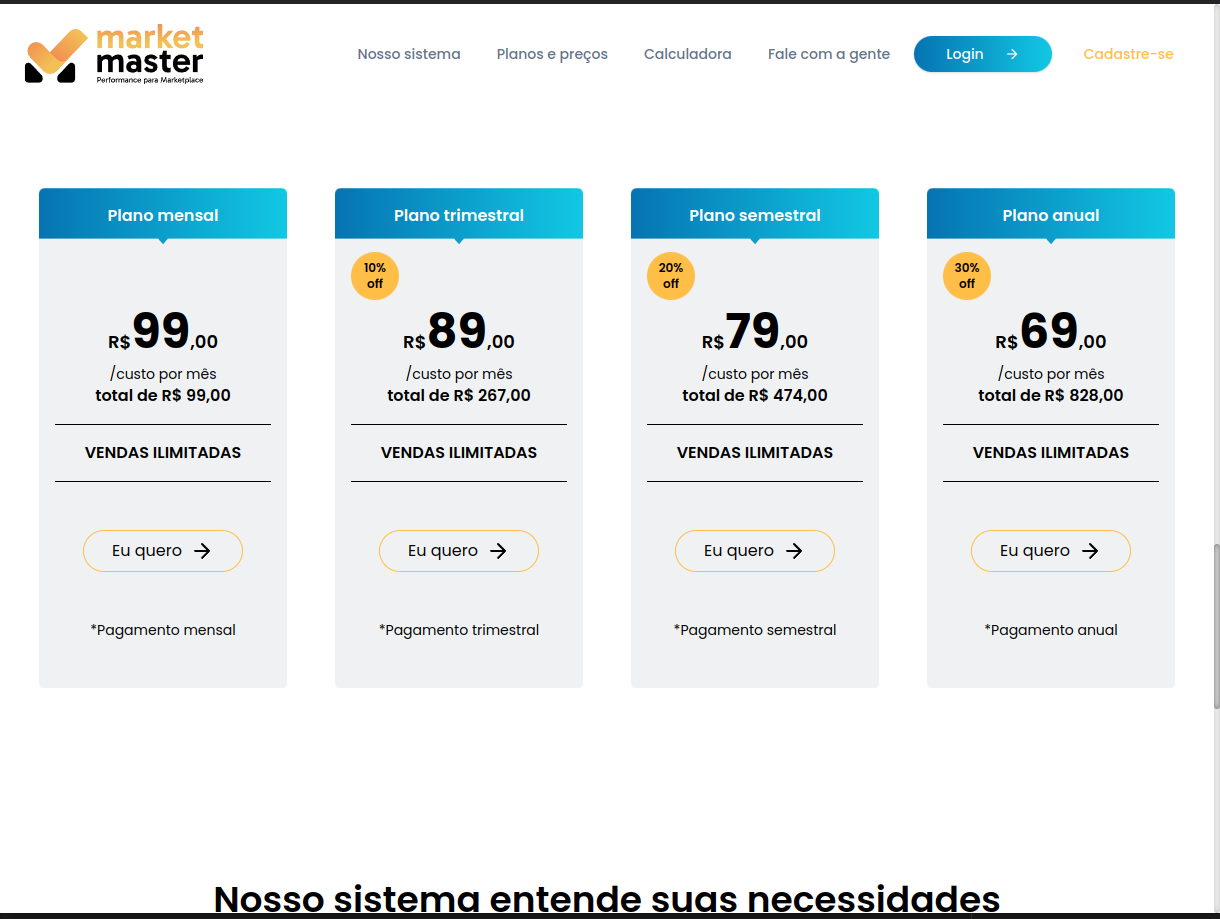 market
master
Performance para Marketplace
Nosso sistema
Planos e preços
Calculadora
Fale com a gente
Login
Cadastre-se
Plano mensal
R$99,00
/custo por mês
total de R$ 99,00
VENDAS ILIMITADAS
Eu quero
*Pagamento mensal
Plano trimestral
10%
off
R$89,00
/custo por mês
total de R$ 267,00
VENDAS ILIMITADAS
Eu quero
*Pagamento trimestral
Plano semestral
20%
off
R$79,00
/custo por mês
total de R$ 474,00
VENDAS ILIMITADAS
Eu quero
*Pagamento semestral
Plano anual
30%
off
R$69,00
/custo por mês
total de R$ 828,00
VENDAS ILIMITADAS
Eu quero
*Pagamento anual
Nosso sistema entende suas necessidades